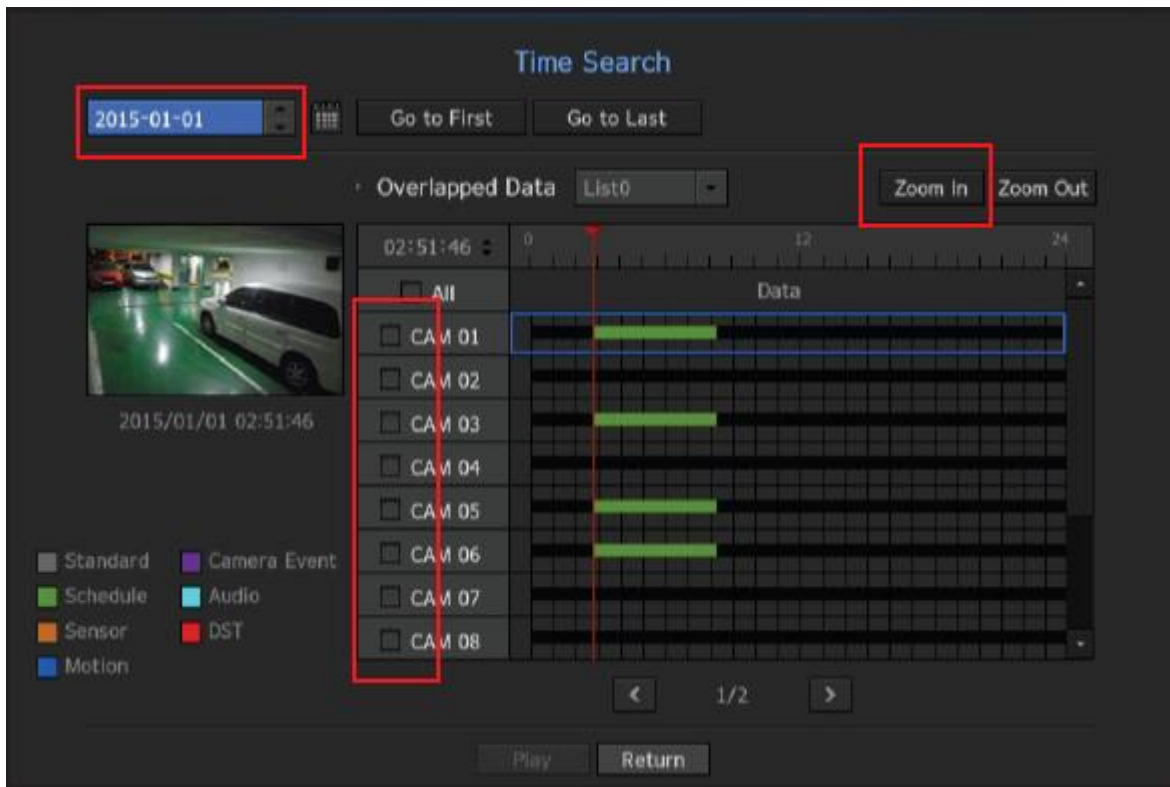 Time Search
2015-01-01 Go to First Go to Last
Overlapped Data List0 Zoom In Zoom Out
02:51:46 0 12 24
All Data
CAM 01
CAM 02
2015/01/01 02:51:46 CAM 03
CAM 04
CAM 05
Standard Camera Event CAM 06
Schedule Audio CAM 07
Sensor DST CAM 08
Motion
1/2
Play Return